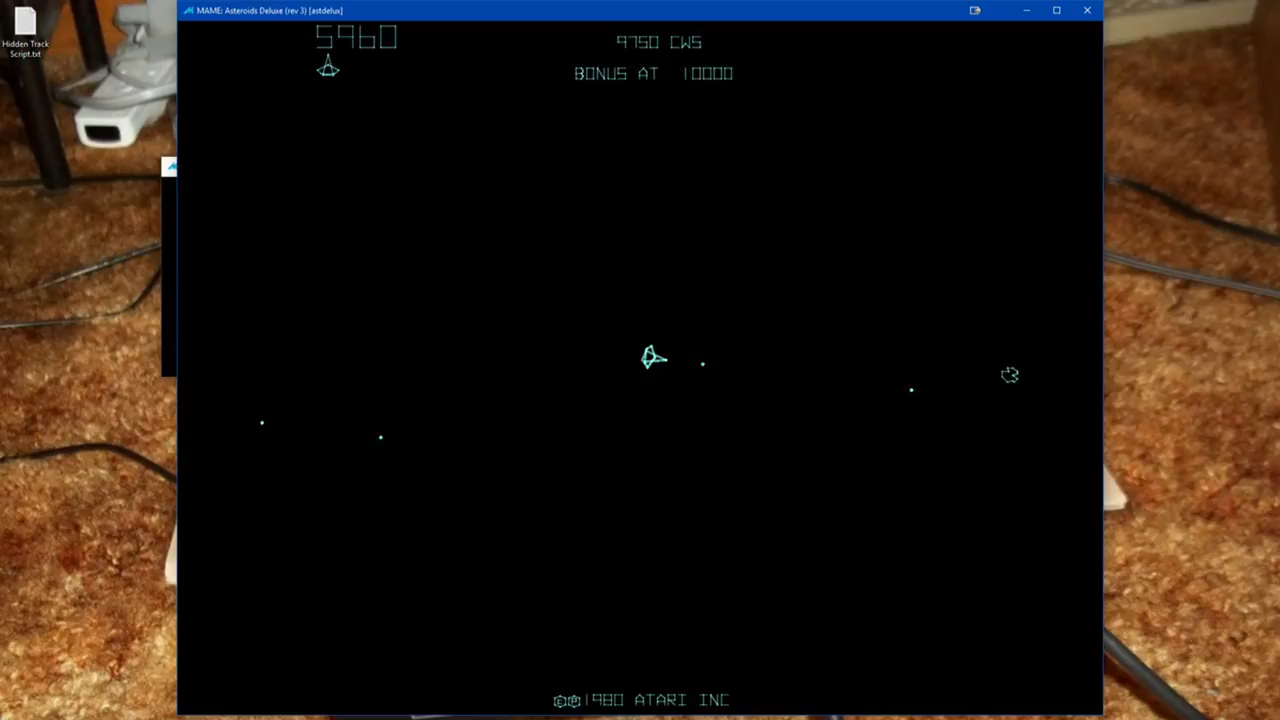 MAME: Asteroids Deluxe (rev 3) [astdelux]
Hidden Track
Script.txt
5960
9750 CWS
BONUS AT 10000
©℗1980 ATARI INC